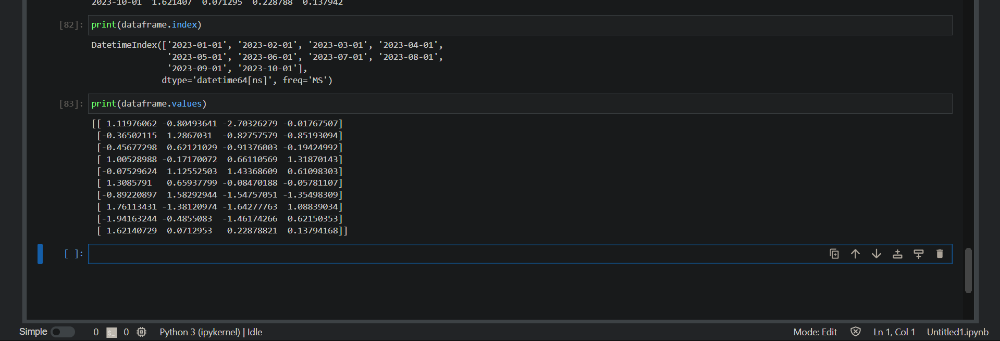 2023-10-01  1.621407  0.071295  0.228788  0.137942
[82]: print(dataframe.index)
DatetimeIndex(['2023-01-01', '2023-02-01', '2023-03-01', '2023-04-01',
               '2023-05-01', '2023-06-01', '2023-07-01', '2023-08-01',
               '2023-09-01', '2023-10-01'],
              dtype='datetime64[ns]', freq='MS')
[83]: print(dataframe.values)
[[ 1.11976062 -0.80493641 -2.70326279 -0.01767507]
 [-0.36502115  1.2867031  -0.82757579 -0.85193094]
 [-0.45677298  0.62121029 -0.91376003 -0.19424992]
 [ 1.00528988 -0.17170072  0.66110569  1.31870143]
 [-0.07529624  1.12552503  1.43368609  0.61098303]
 [ 1.3085791   0.65937799 -0.08470188 -0.05781107]
 [-0.89220897  1.58292944 -1.54757051 -1.35498309]
 [ 1.76113431 -1.38120974 -1.64277763  1.08839034]
 [-1.94163244 -0.4855083  -1.46174266  0.62150353]
 [ 1.62140729  0.0712953   0.22878821  0.13794168]]
[ ]:
Simple 0 $_ 0 Python 3 (ipykernel) | Idle Mode: Edit Ln 1, Col 1 Untitled1.ipynb